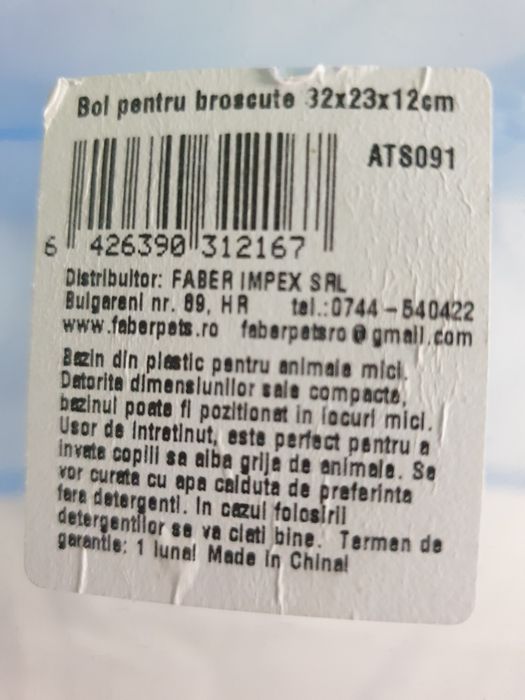 Bol pentru broscute 32x23x12cm
ATS091
6 426390 312167
Distribuitor: FABER IMPEX SRL
Bulgareni nr. 89, HR tel.:0744-540422
www.faberpets.ro faberpetsro@gmail.com
Bazin din plastic pentru animale mici.
Datorita dimensiunilor sale compacte,
bazinul poate fi pozitionat in locuri mici.
Usor de intretinut, este perfect pentru a
invata copili sa aiba grija de animale. Se
vor curata cu apa calduta de preferinta
fara detergenti. In cazul folosirii
detergentilor se va clati bine. Termen de
garantie: 1 luna! Made in China!